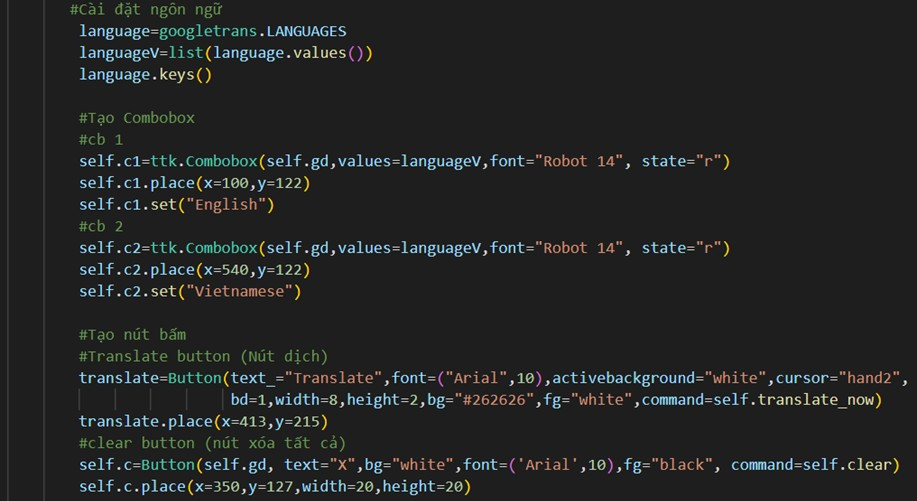 #Cài đặt ngôn ngữ
language=googletrans.LANGUAGES
languageV=list(language.values())
language.keys()
#Tạo Combobox
#cb 1
self.c1=ttk.Combobox(self.gd,values=languageV,font="Robot 14", state="r")
self.c1.place(x=100,y=122)
self.c1.set("English")
#cb 2
self.c2=ttk.Combobox(self.gd,values=languageV,font="Robot 14", state="r")
self.c2.place(x=540,y=122)
self.c2.set("Vietnamese")
#Tạo nút bấm
#Translate button (Nút dịch)
translate=Button(text_="Translate",font=("Arial",10),activebackground="white",cursor="hand2",
bd=1,width=8,height=2,bg="#262626",fg="white",command=self.translate_now)
translate.place(x=413,y=215)
#clear button (nút xóa tất cả)
self.c=Button(self.gd, text="X",bg="white",font=('Arial',10),fg="black", command=self.clear)
self.c.place(x=350,y=127,width=20,height=20)